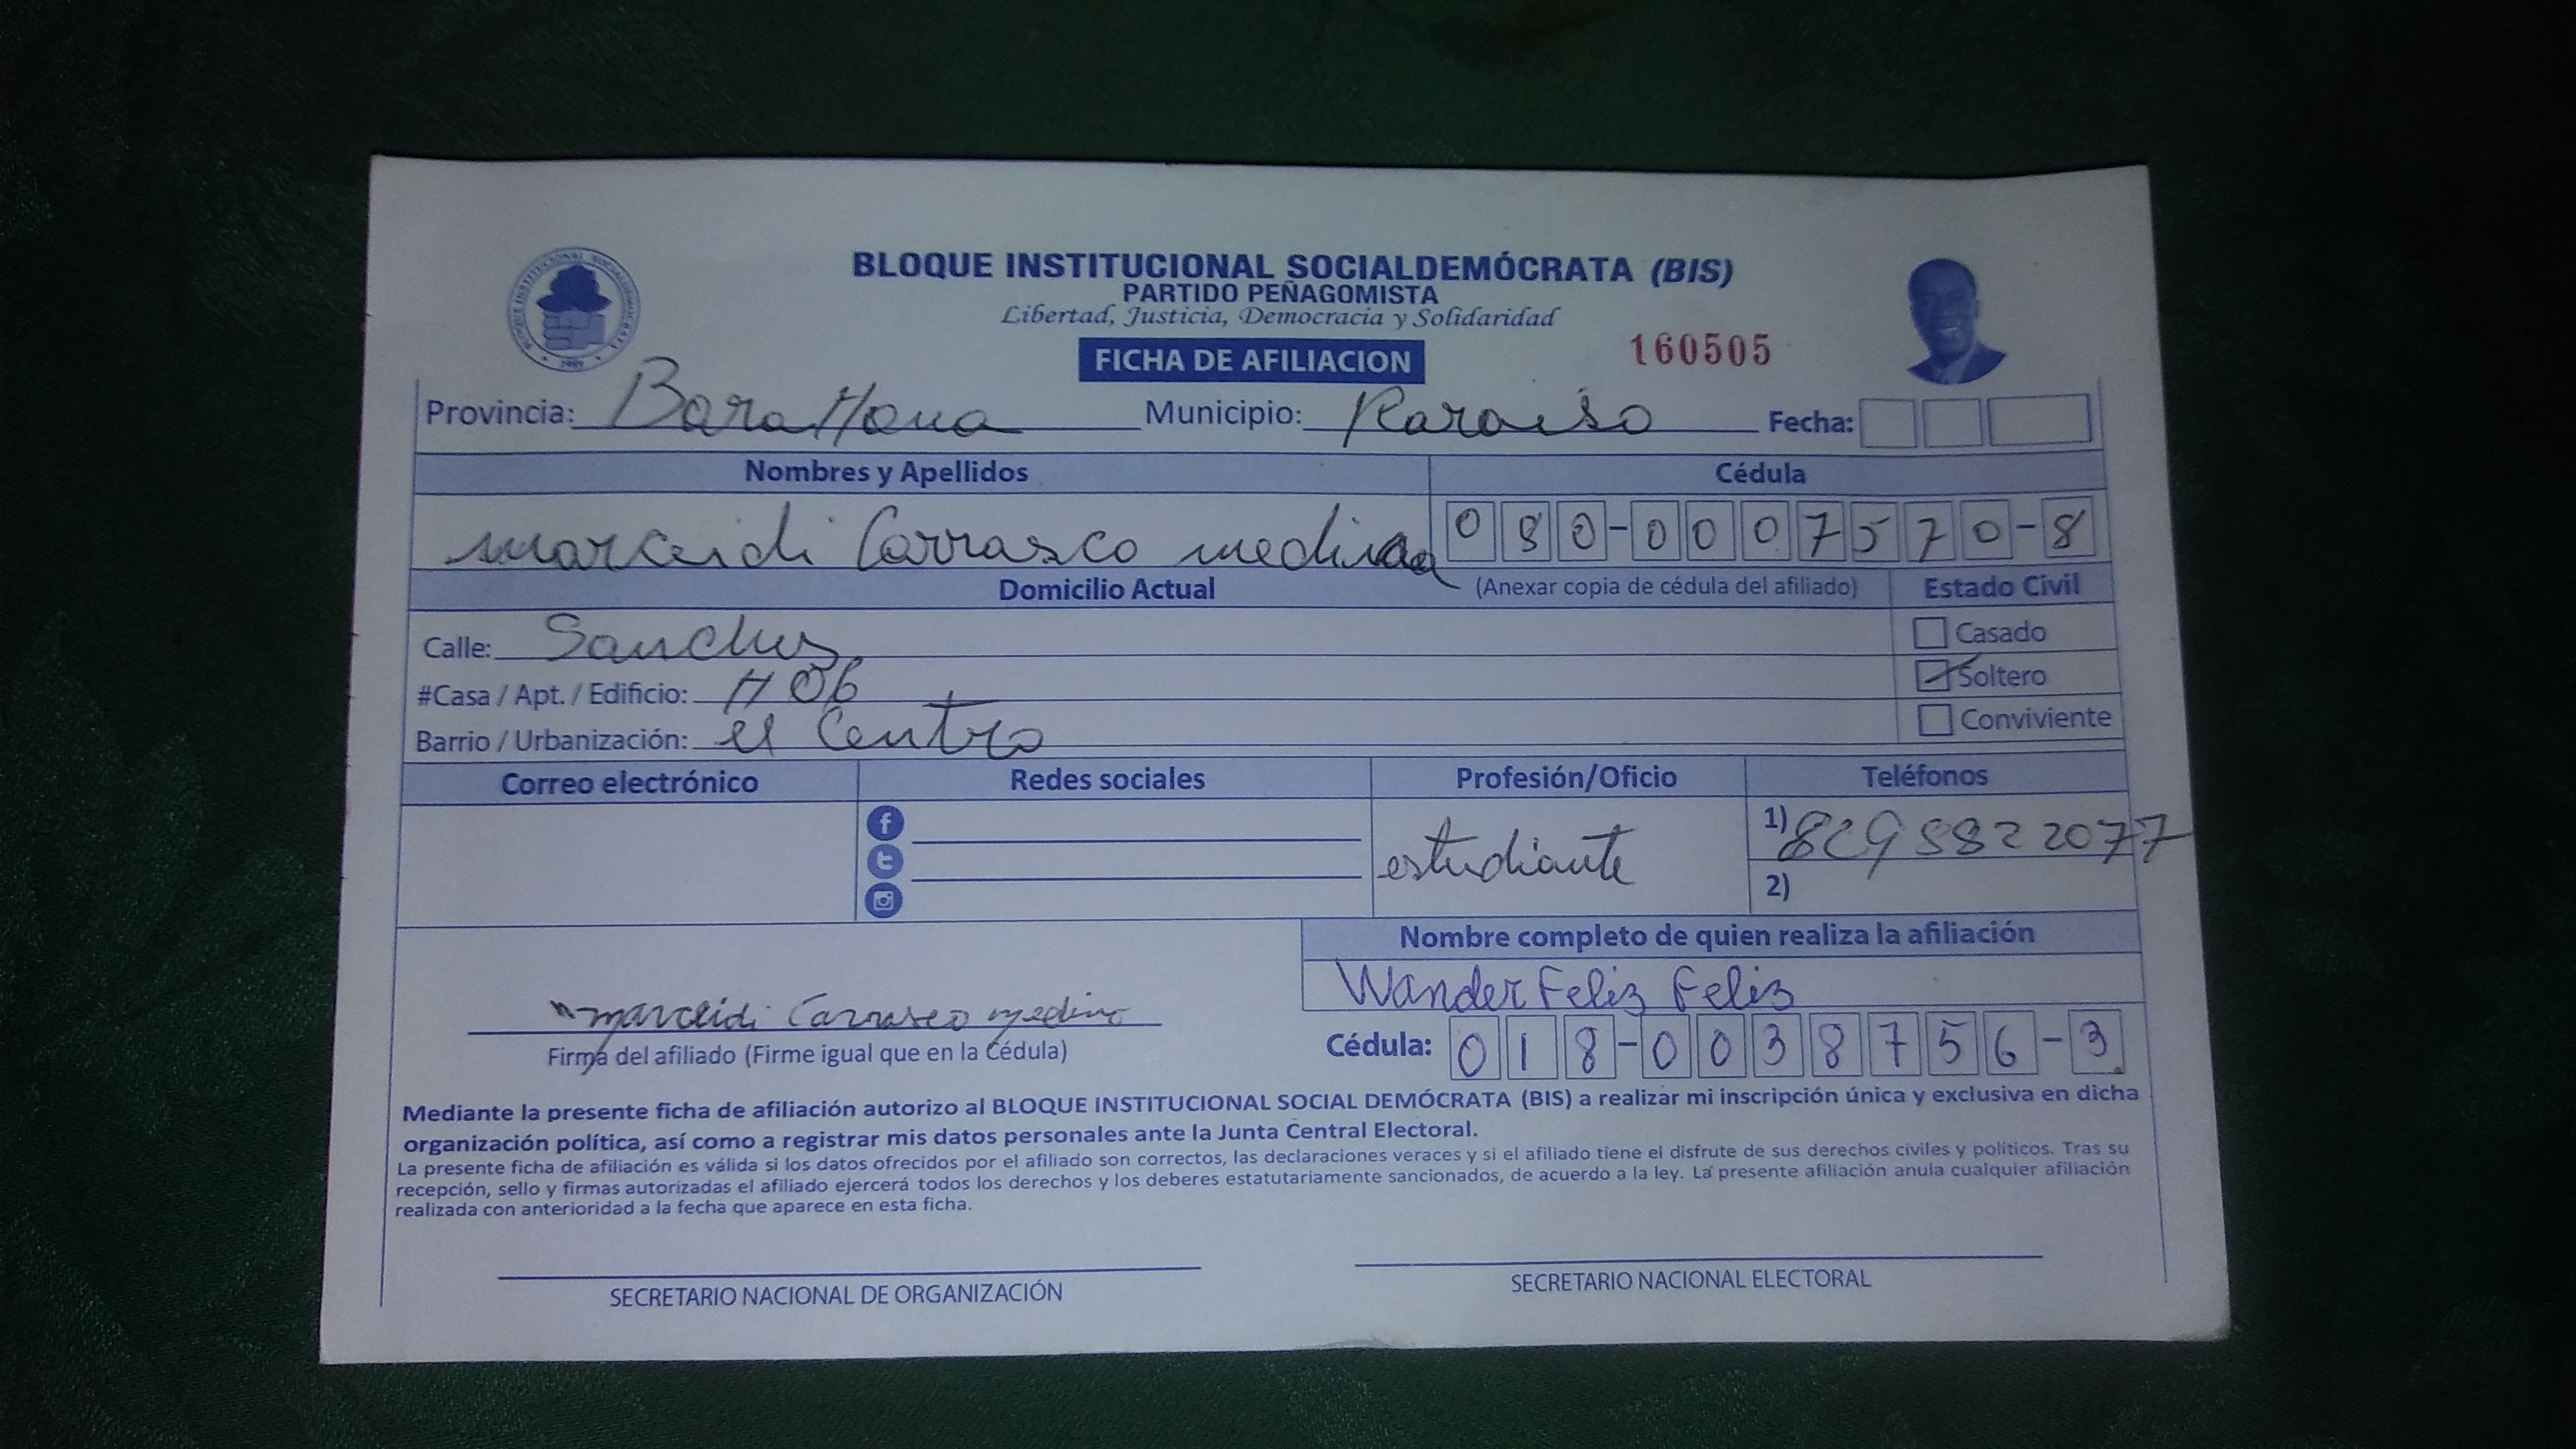 BLOQUE INSTITUCIONAL SOCIALDEMÓCRATA (BIS)
PARTIDO PEÑAGOMISTA
Libertad, Justicia, Democracia y Solidaridad
FICHA DE AFILIACION
160505
Provincia: BaraHona Municipio: Paraiso Fecha:
Nombres y Apellidos Cédula
marceidi Carrasco medina 080-0007570-8
Domicilio Actual (Anexar copia de cédula del afiliado) Estado Civil
Calle: Sanches Casado
#Casa / Apt. / Edificio: # 06 Soltero
Barrio / Urbanización: el Centro Conviviente
Correo electrónico Redes sociales Profesión/Oficio Teléfonos
estudiante 1) 8295822077
2)
Nombre completo de quien realiza la afiliación
Wander Feliz Feliz
marceidi Carrasco medina
Firma del afiliado (Firme igual que en la Cédula) Cédula: 018-0038756-3
Mediante la presente ficha de afiliación autorizo al BLOQUE INSTITUCIONAL SOCIAL DEMÓCRATA (BIS) a realizar mi inscripción única y exclusiva en dicha
organización política, así como a registrar mis datos personales ante la Junta Central Electoral.
La presente ficha de afiliación es válida si los datos ofrecidos por el afiliado son correctos, las declaraciones veraces y si el afiliado tiene el disfrute de sus derechos civiles y políticos. Tras su
recepción, sello y firmas autorizadas el afiliado ejercerá todos los derechos y los deberes estatutariamente sancionados, de acuerdo a la ley. La presente afiliación anula cualquier afiliación
realizada con anterioridad a la fecha que aparece en esta ficha.
SECRETARIO NACIONAL DE ORGANIZACIÓN SECRETARIO NACIONAL ELECTORAL